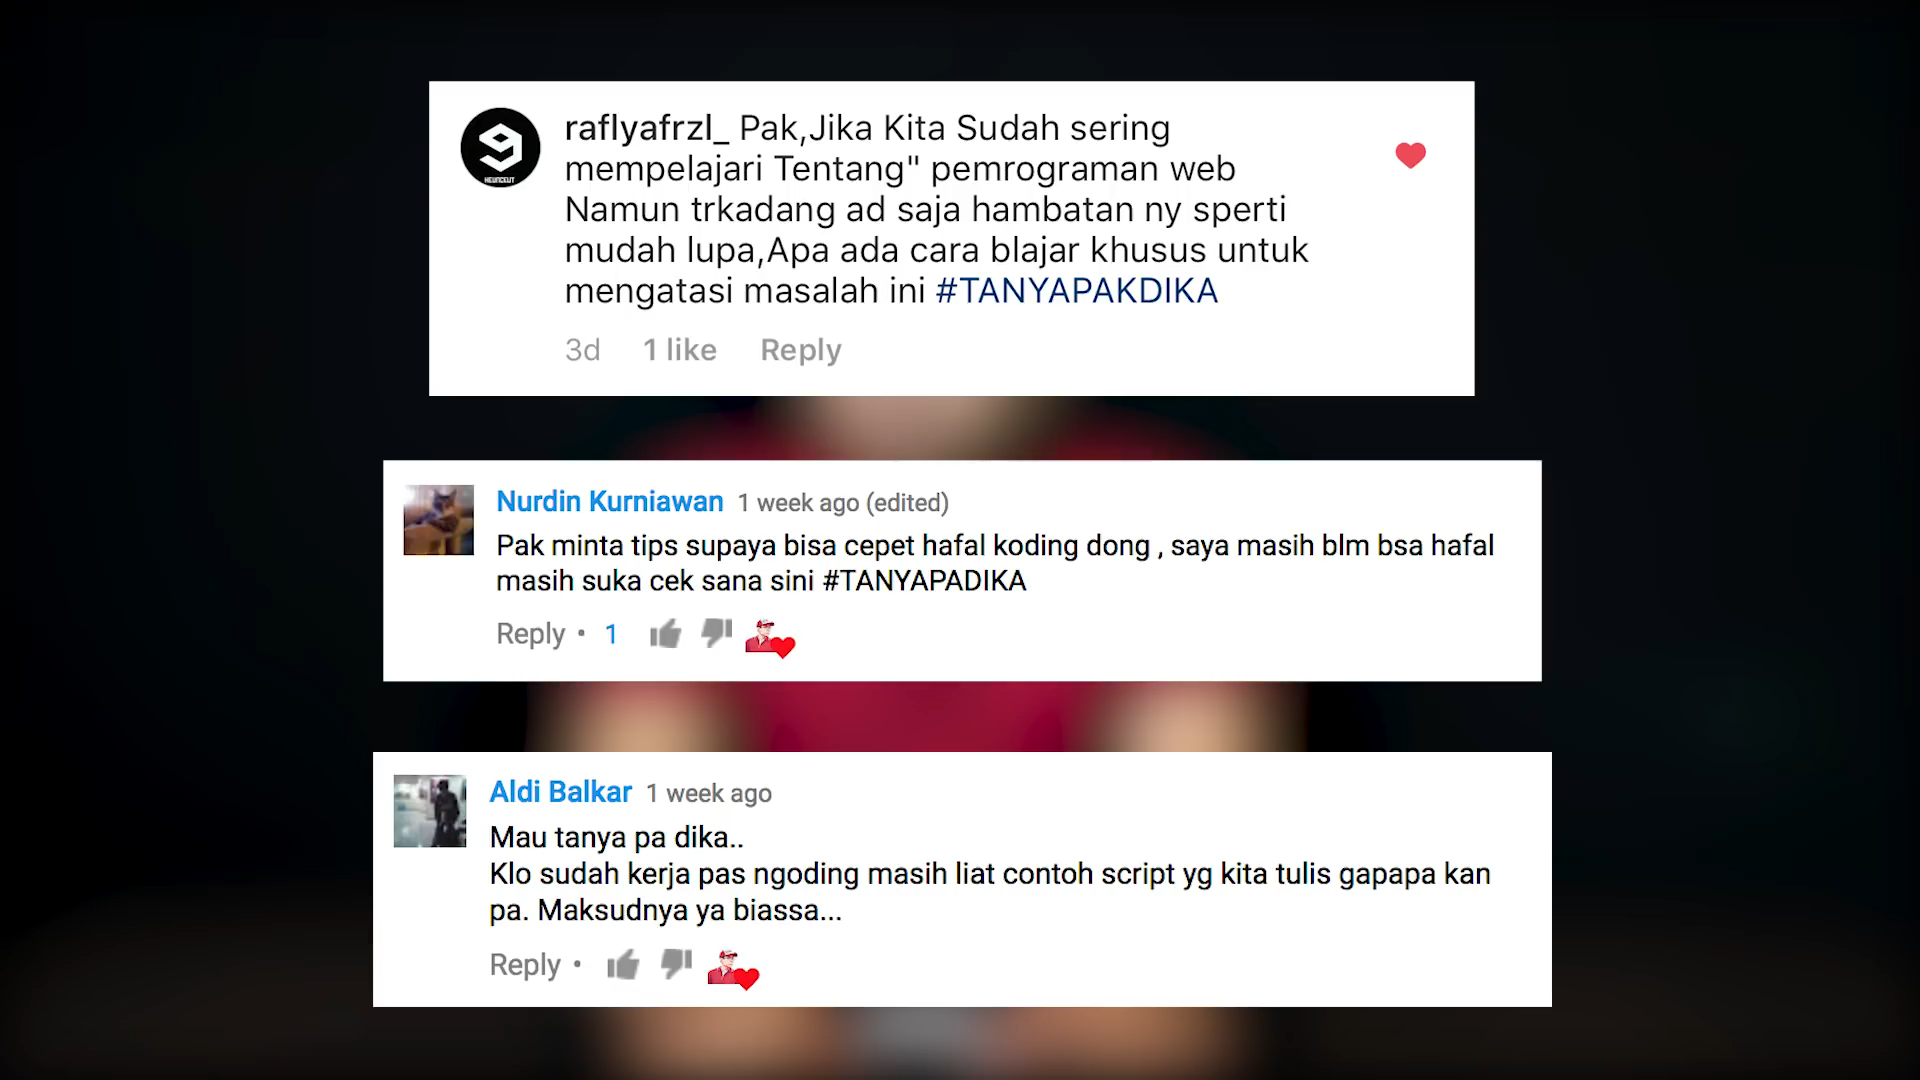 raflyafrzl_ Pak,Jika Kita Sudah sering
mempelajari Tentang" pemrograman web
Namun trkadang ad saja hambatan ny sperti
mudah lupa,Apa ada cara blajar khusus untuk
mengatasi masalah ini #TANYAPAKDIKA
3d 1 like Reply
Nurdin Kurniawan 1 week ago (edited)
Pak minta tips supaya bisa cepet hafal koding dong , saya masih blm bsa hafal
masih suka cek sana sini #TANYAPADIKA
Reply • 1
Aldi Balkar 1 week ago
Mau tanya pa dika..
Klo sudah kerja pas ngoding masih liat contoh script yg kita tulis gapapa kan
pa. Maksudnya ya biassa...
Reply •